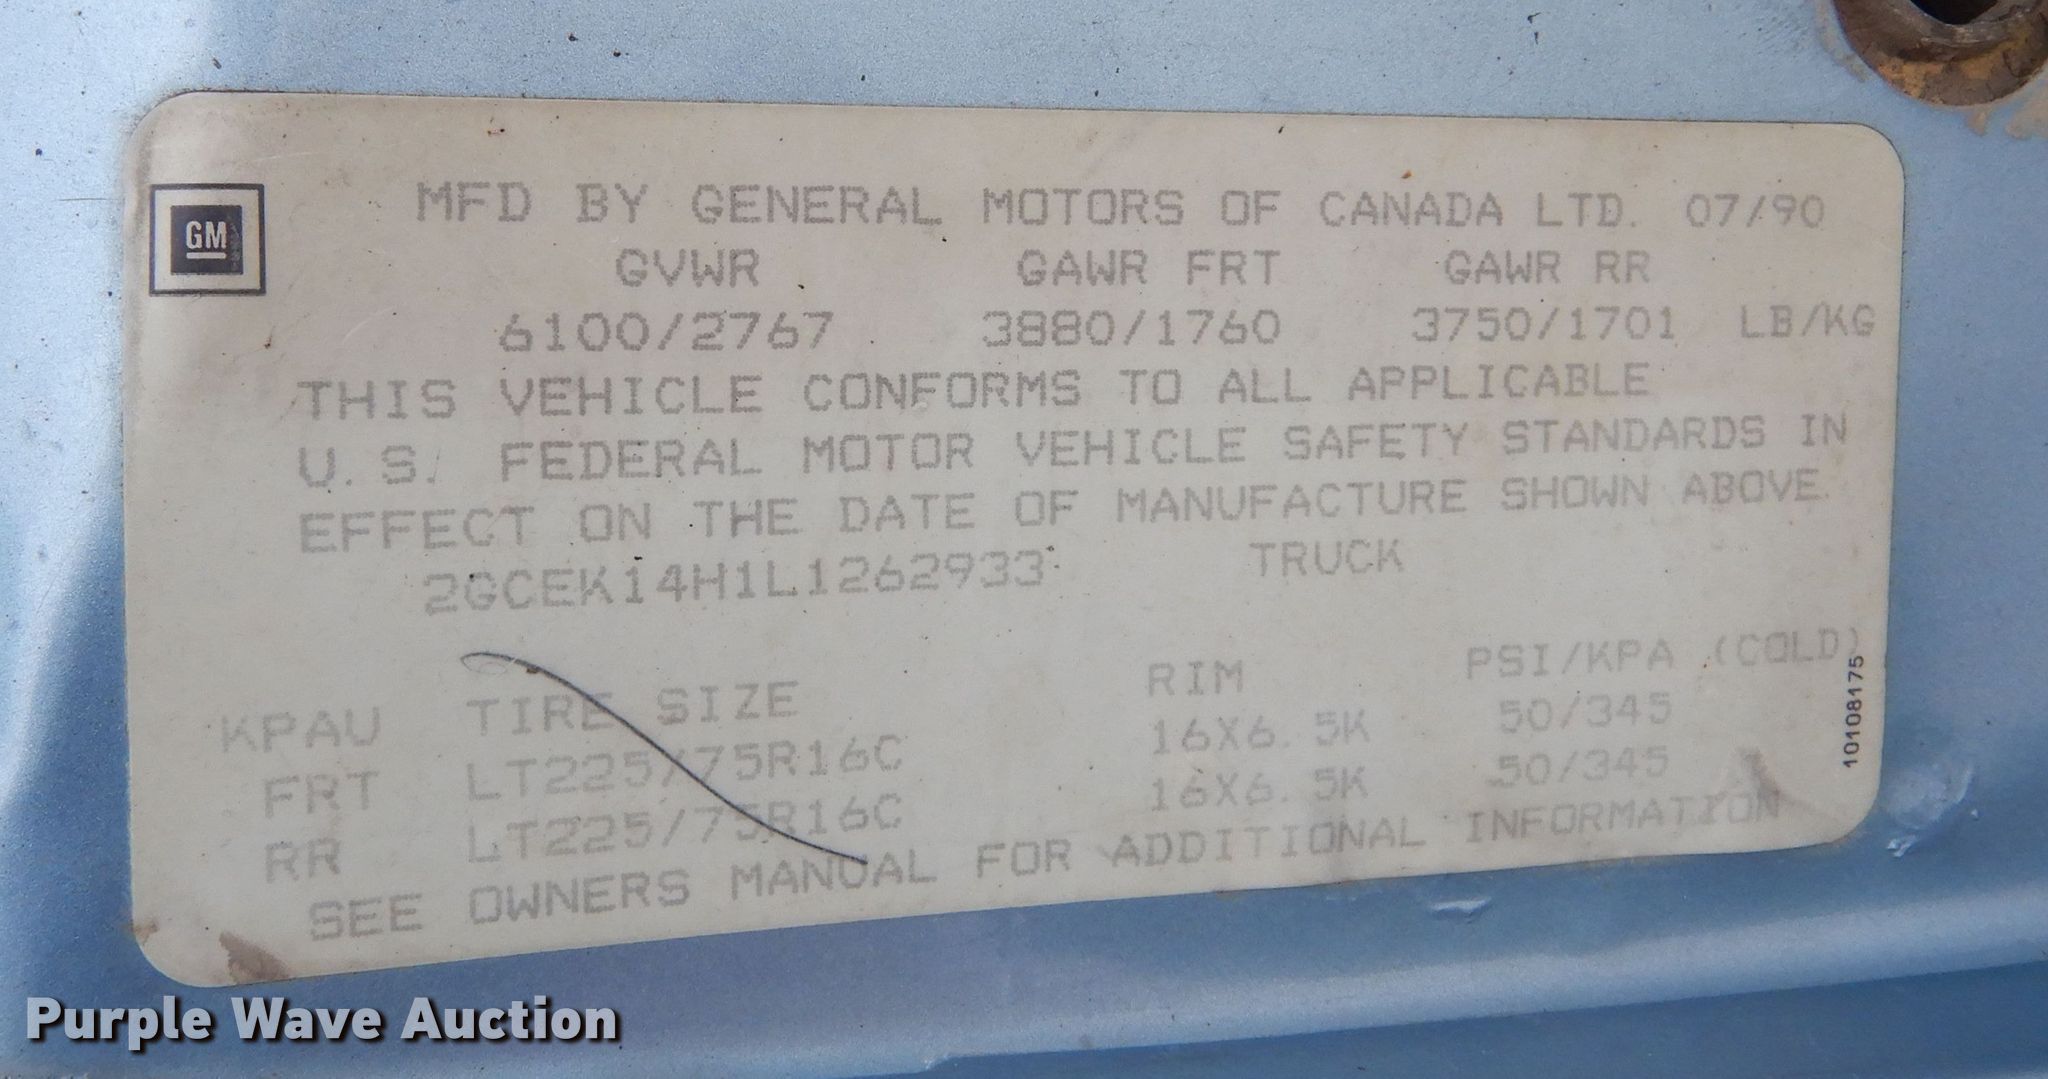 GM
MFD BY GENERAL MOTORS OF CANADA LTD. 07/90
GVWR GAWR FRT GAWR RR
6100/2767 3880/1760 3750/1701 LB/KG
THIS VEHICLE CONFORMS TO ALL APPLICABLE
U.S. FEDERAL MOTOR VEHICLE SAFETY STANDARDS IN
EFFECT ON THE DATE OF MANUFACTURE SHOWN ABOVE.
2GCEK14H1L1262933 TRUCK
KPAU TIRE SIZE RIM PSI/KPA (COLD)
FRT LT225/75R16C 16X6.5K 50/345
RR LT225/75R16C 16X6.5K 50/345
SEE OWNERS MANUAL FOR ADDITIONAL INFORMATION
10108175
Purple Wave Auction